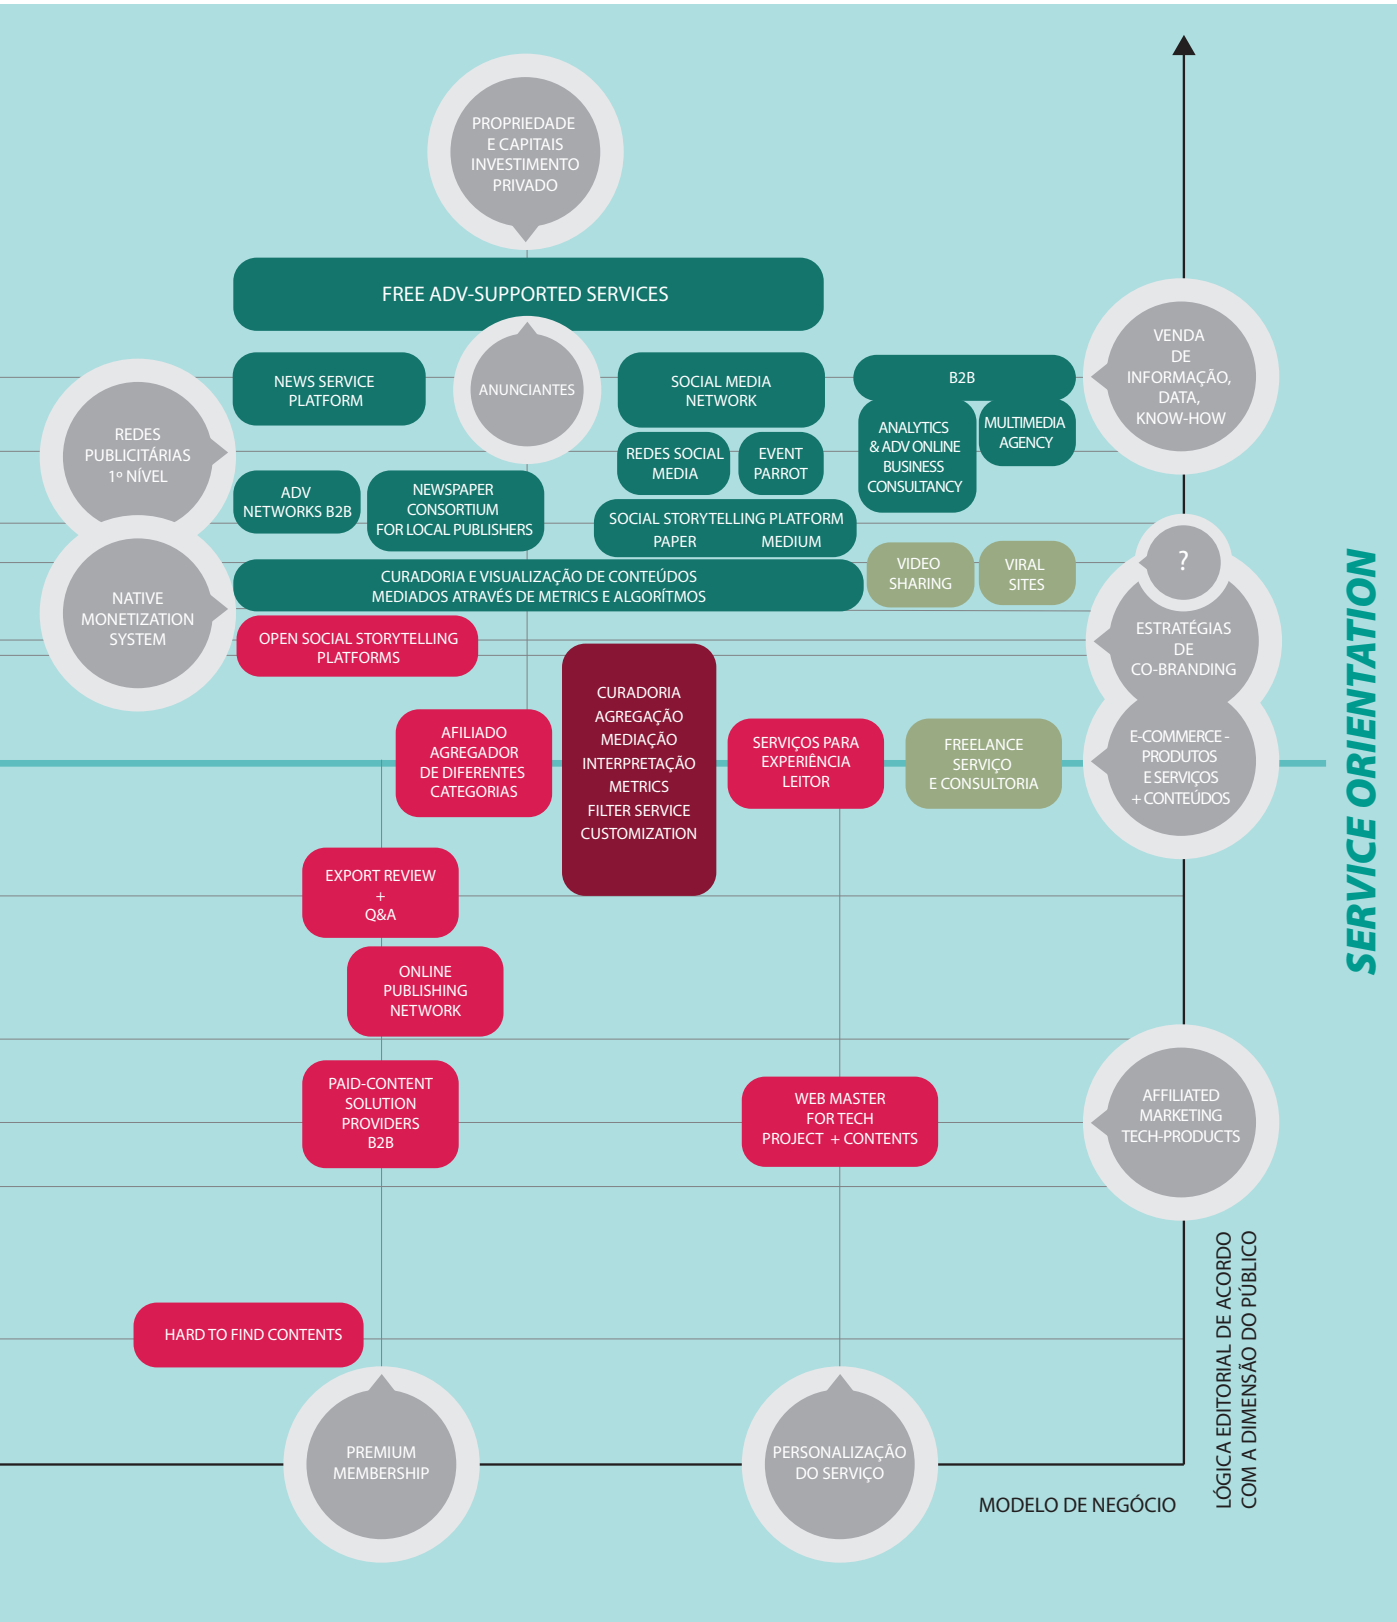 PROPRIEDADE
E CAPITAIS
INVESTIMENTO
PRIVADO
FREE ADV-SUPPORTED SERVICES
NEWS SERVICE
PLATFORM
ANUNCIANTES
SOCIAL MEDIA
NETWORK
B2B
ANALYTICS
& ADV ONLINE
BUSINESS
CONSULTANCY
MULTIMEDIA
AGENCY
VENDA
DE
INFORMAÇÃO,
DATA,
KNOW-HOW
REDES
PUBLICITÁRIAS
1º NÍVEL
REDES SOCIAL
MEDIA
EVENT
PARROT
ADV
NETWORKS B2B
NEWSPAPER
CONSORTIUM
FOR LOCAL PUBLISHERS
SOCIAL STORYTELLING PLATFORM
PAPER MEDIUM
VIDEO
SHARING
VIRAL
SITES
?
CURADORIA E VISUALIZAÇÃO DE CONTEÚDOS
MEDIADOS ATRAVÉS DE METRICS E ALGORÍTMOS
NATIVE
MONETIZATION
SYSTEM
OPEN SOCIAL STORYTELLING
PLATFORMS
ESTRATÉGIAS
DE
CO-BRANDING
AFILIADO
AGREGADOR
DE DIFERENTES
CATEGORIAS
CURADORIA
AGREGAÇÃO
MEDIAÇÃO
INTERPRETAÇÃO
METRICS
FILTER SERVICE
CUSTOMIZATION
SERVIÇOS PARA
EXPERIÊNCIA
LEITOR
FREELANCE
SERVIÇO
E CONSULTORIA
E-COMMERCE -
PRODUTOS
E SERVIÇOS
+ CONTEÚDOS
SERVICE ORIENTATION
EXPORT REVIEW
+
Q&A
ONLINE
PUBLISHING
NETWORK
PAID-CONTENT
SOLUTION
PROVIDERS
B2B
WEB MASTER
FOR TECH
PROJECT + CONTENTS
AFFILIATED
MARKETING
TECH-PRODUCTS
HARD TO FIND CONTENTS
PREMIUM
MEMBERSHIP
PERSONALIZAÇÃO
DO SERVIÇO
MODELO DE NEGÓCIO
LÓGICA EDITORIAL DE ACORDO
COM A DIMENSÃO DO PÚBLICO